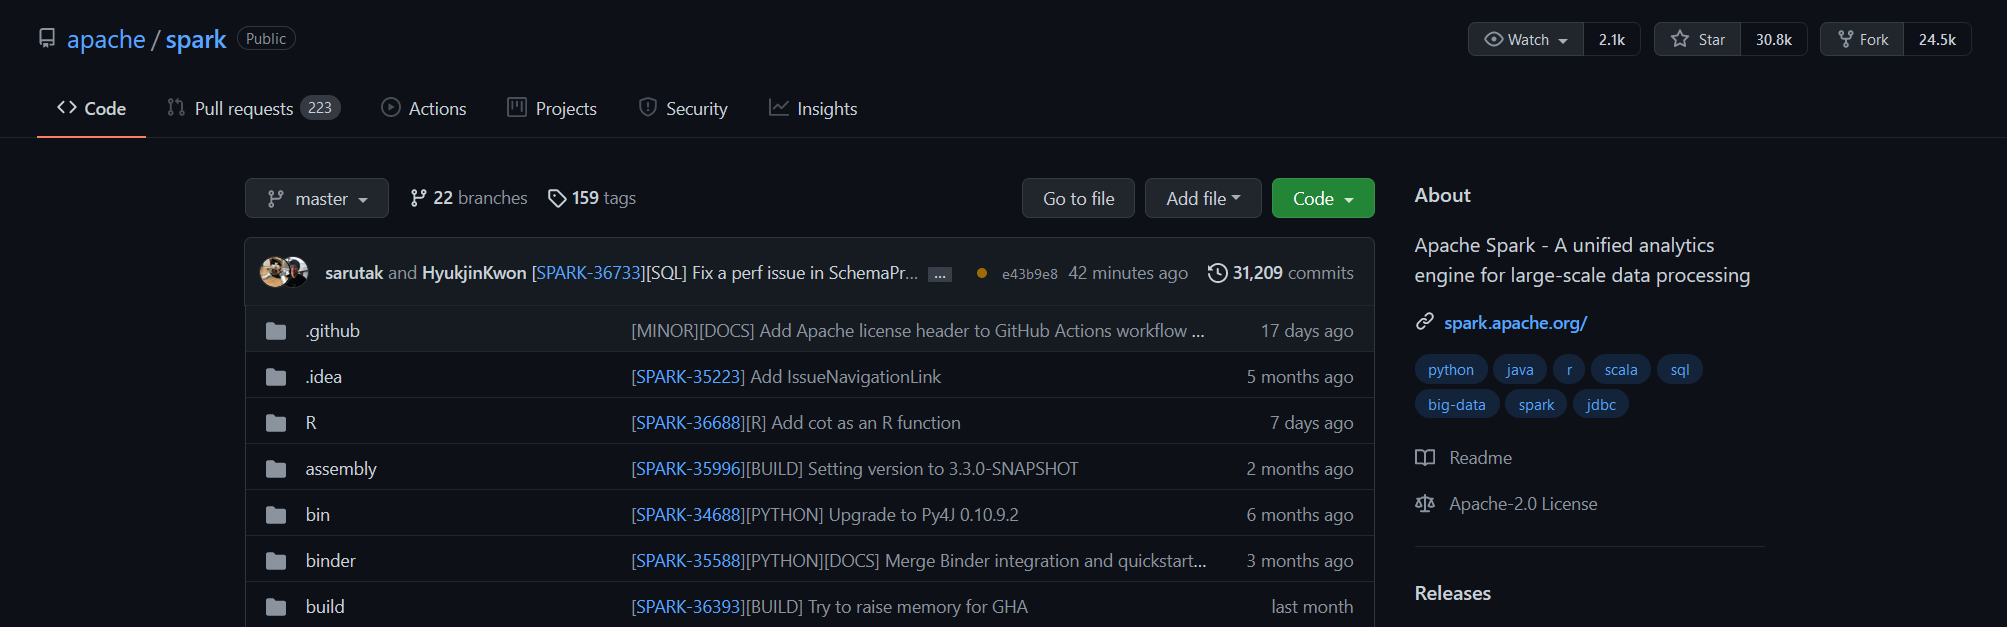 apache / spark Public Watch 2.1k Star 30.8k Fork 24.5k
Code Pull requests 223 Actions Projects Security Insights
master 22 branches 159 tags Go to file Add file Code
sarutak and HyukjinKwon [SPARK-36733][SQL] Fix a perf issue in SchemaPr... ... e43b9e8 42 minutes ago 31,209 commits
.github [MINOR][DOCS] Add Apache license header to GitHub Actions workflow ... 17 days ago
.idea [SPARK-35223] Add IssueNavigationLink 5 months ago
R [SPARK-36688][R] Add cot as an R function 7 days ago
assembly [SPARK-35996][BUILD] Setting version to 3.3.0-SNAPSHOT 2 months ago
bin [SPARK-34688][PYTHON] Upgrade to Py4J 0.10.9.2 6 months ago
binder [SPARK-35588][PYTHON][DOCS] Merge Binder integration and quickstart... 3 months ago
build [SPARK-36393][BUILD] Try to raise memory for GHA last month
About
Apache Spark - A unified analytics
engine for large-scale data processing
spark.apache.org/
python java r scala sql
big-data spark jdbc
Readme
Apache-2.0 License
Releases